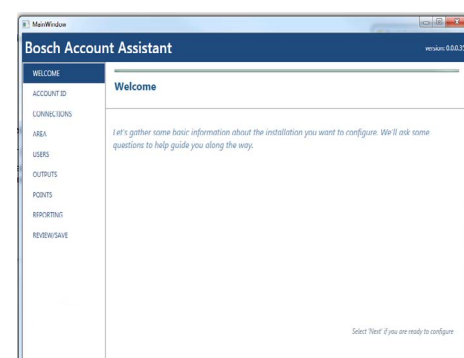 MainWindow
Bosch Account Assistant
version: 0.0.0.35
WELCOME
ACCOUNT ID
CONNECTIONS
AREA
USERS
OUTPUTS
POINTS
REPORTING
REVIEW/SAVE
Welcome
Let's gather some basic information about the installation you want to configure. We'll ask some
questions to help guide you along the way.
Select 'Next' if you are ready to configure